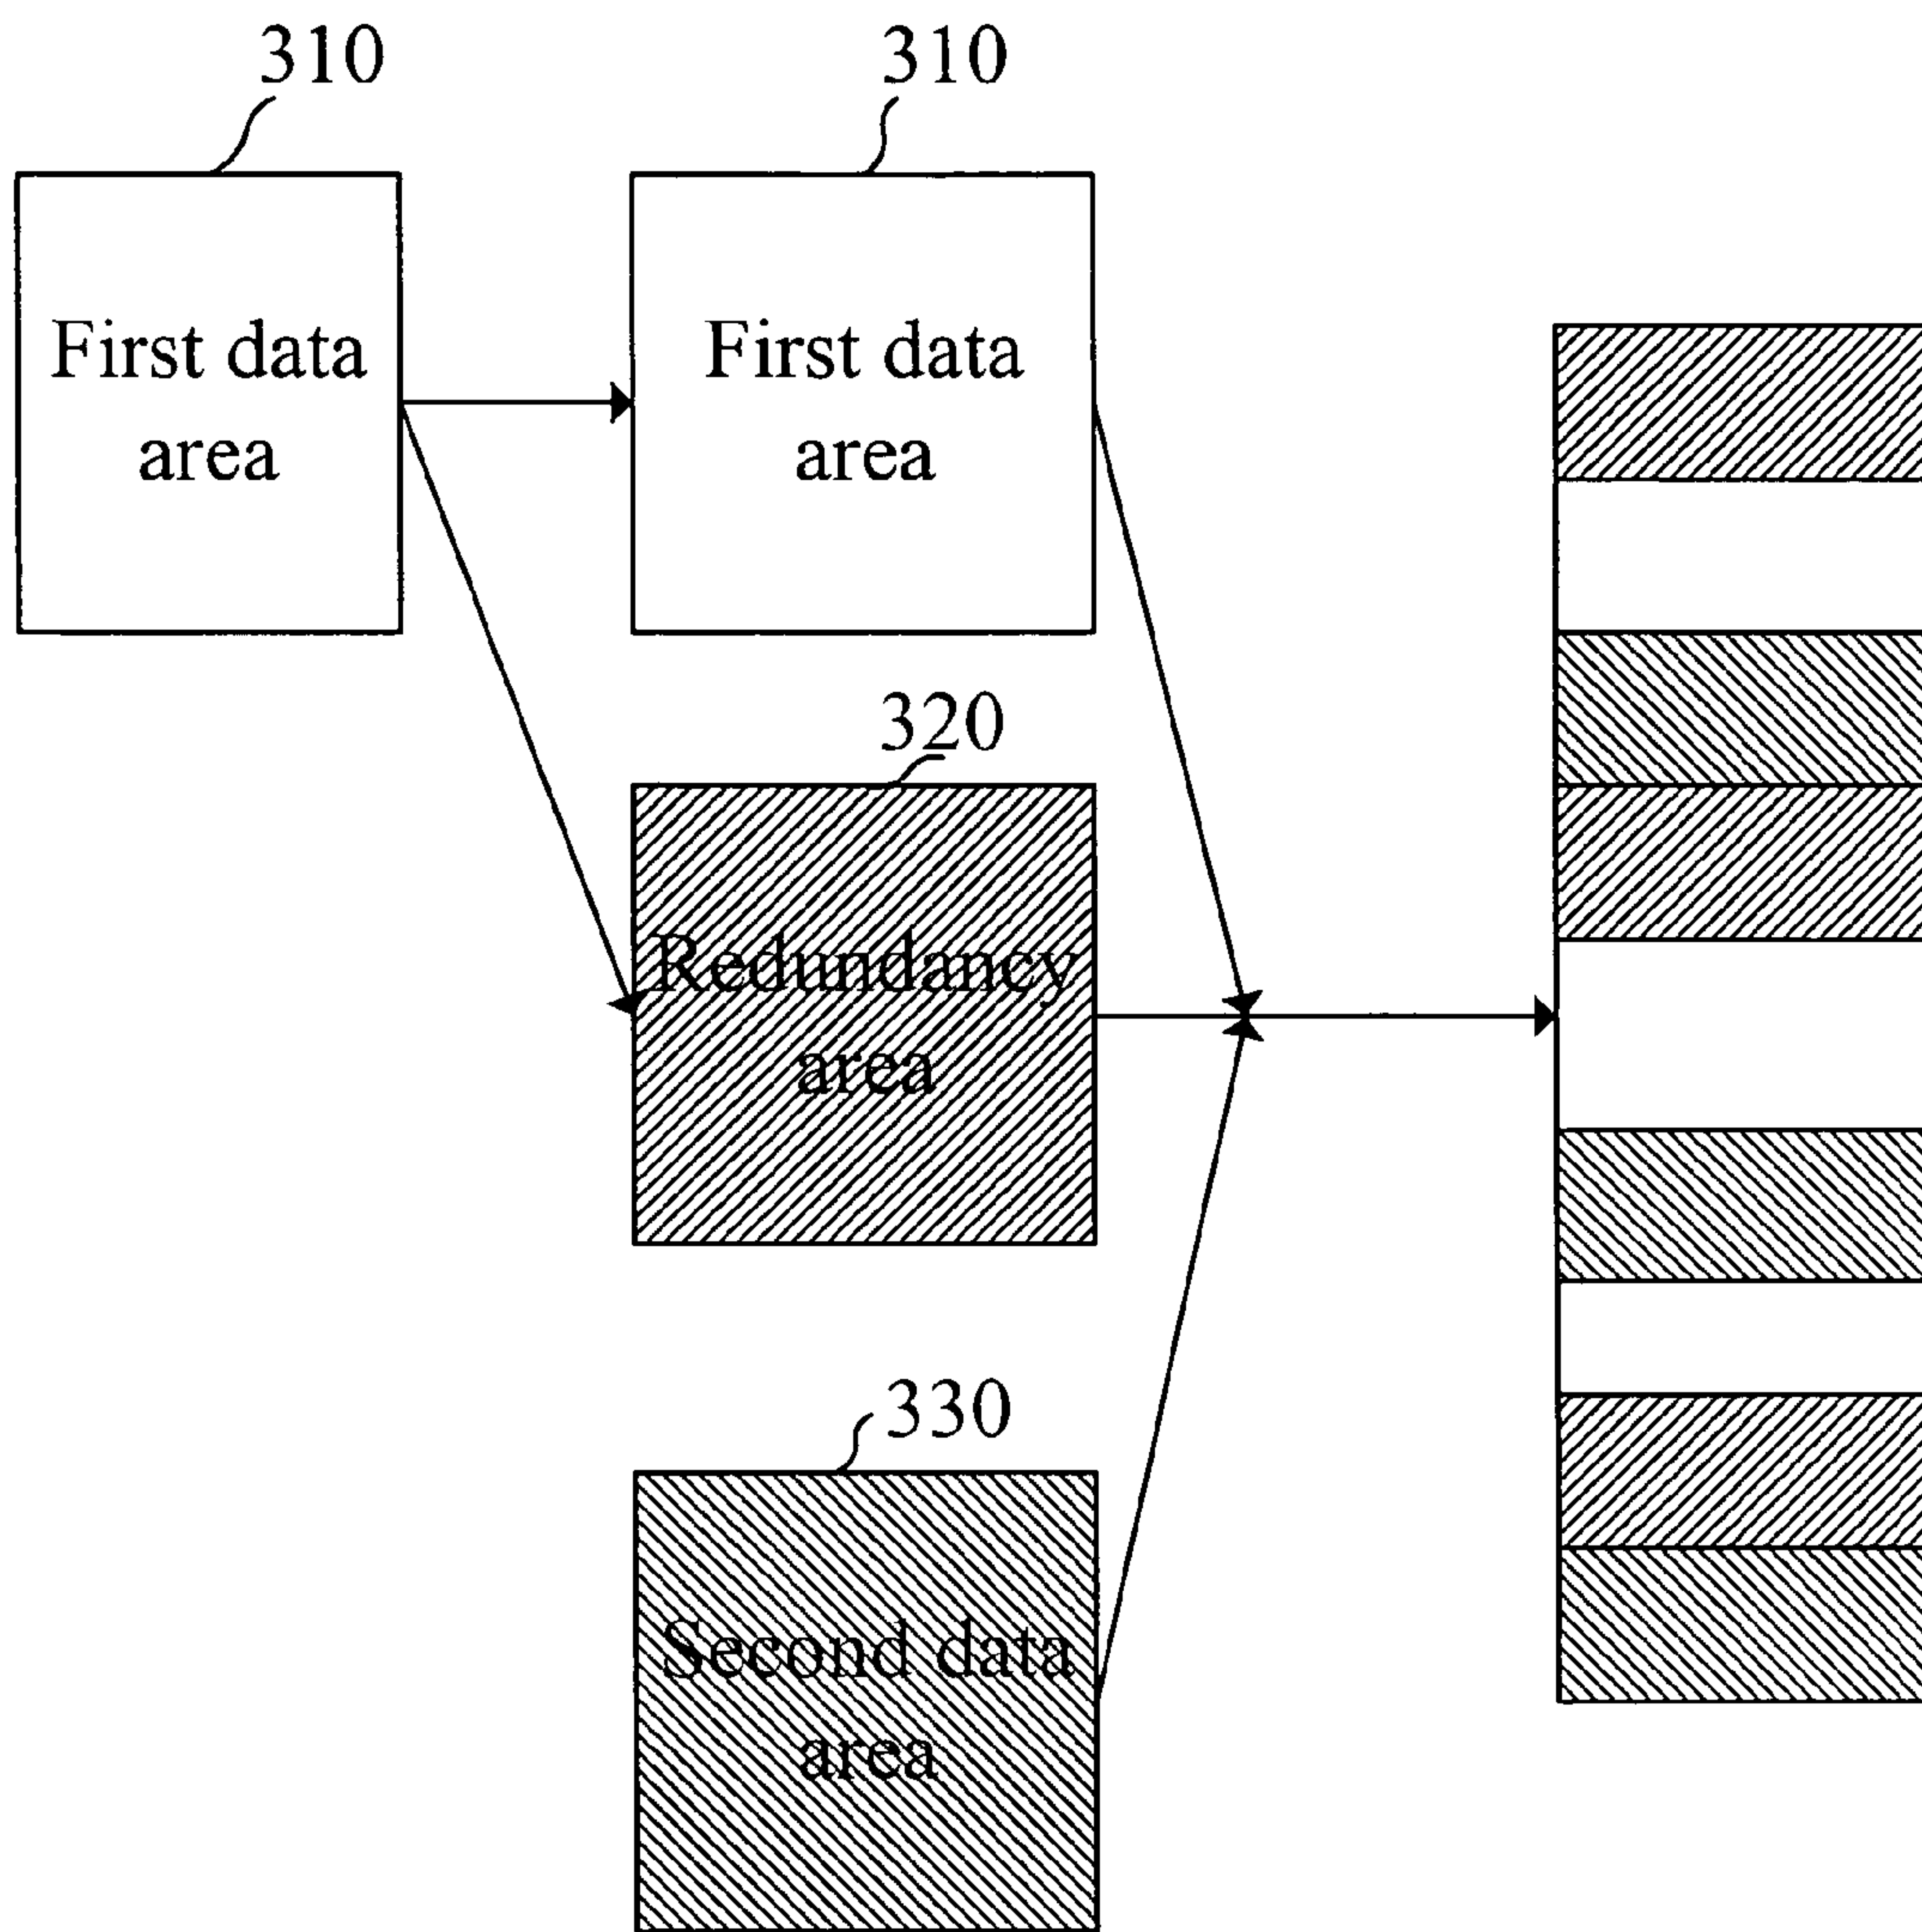 310
310
First data
area
First data
area
320
Redundancy
area
330
Second data
area